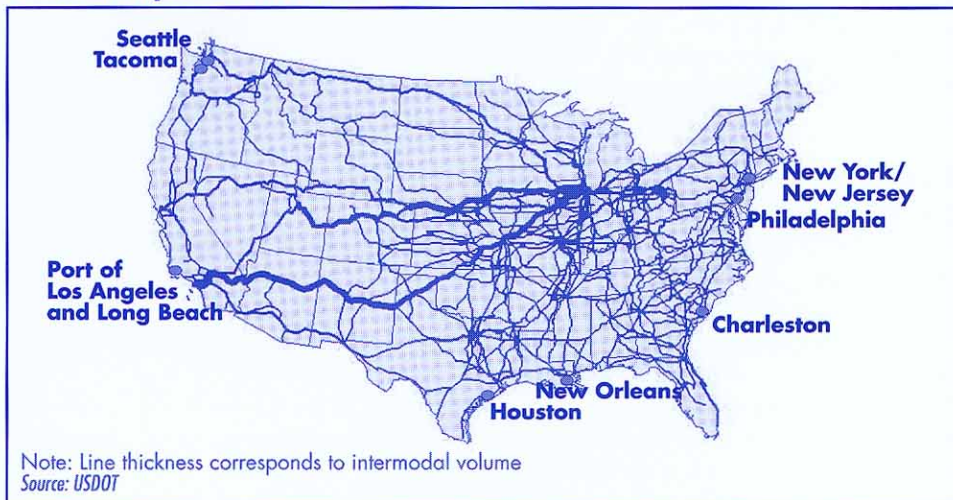 Seattle
Tacoma
New York/
New Jersey
Philadelphia
Port of
Los Angeles
and Long Beach
Charleston
New Orleans
Houston
Note: Line thickness corresponds to intermodal volume
Source: USDOT